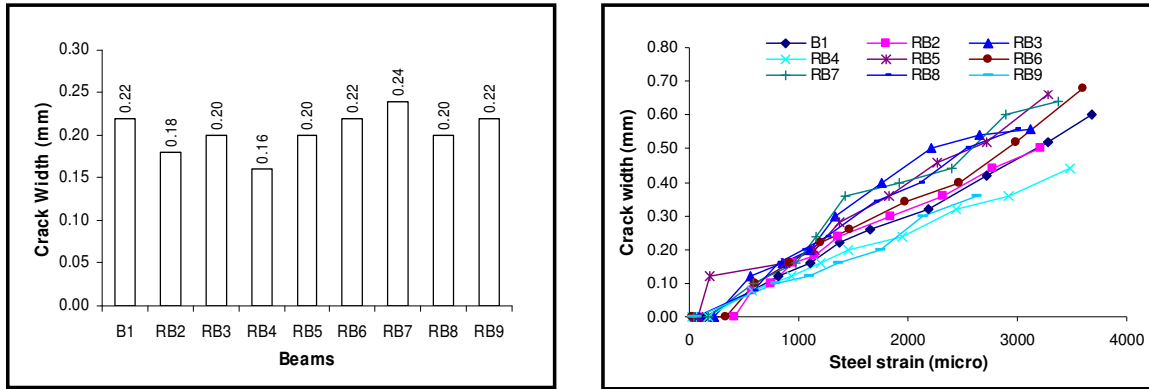 0.30
0.25
0.20
0.15
0.10
0.05
0.00
Crack Width (mm)
0.22
0.18
0.20
0.16
0.20
0.22
0.24
0.20
0.22
B1 RB2 RB3 RB4 RB5 RB6 RB7 RB8 RB9
Beams
B1 RB2 RB3
RB4 RB5 RB6
RB7 RB8 RB9
0.80
0.70
0.60
0.50
0.40
0.30
0.20
0.10
0.00
Crack width (mm)
0 1000 2000 3000 4000
Steel strain (micro)